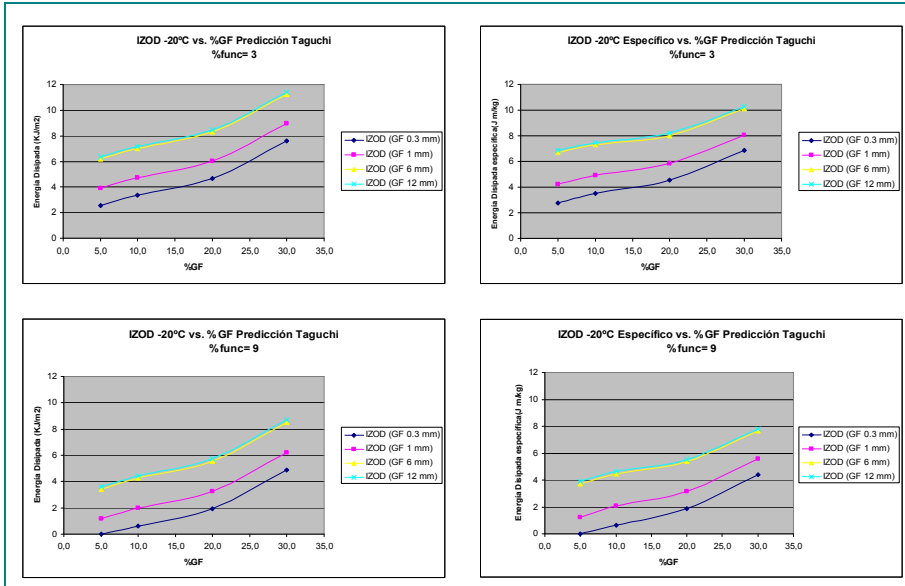 IZOD -20ºC vs. %GF Predicción Taguchi
%func= 3
Energía Disipada (KJ/m2)
12
10
8
6
4
2
0
0,0 5,0 10,0 15,0 20,0 25,0 30,0 35,0
%GF
IZOD (GF 0.3 mm)
IZOD (GF 1 mm)
IZOD (GF 6 mm)
IZOD (GF 12 mm)
IZOD -20ºC Específico vs. %GF Predicción Taguchi
%func= 3
Energía Disipada específica(J m/kg)
12
10
8
6
4
2
0
0,0 5,0 10,0 15,0 20,0 25,0 30,0 35,0
%GF
IZOD (GF 0.3 mm)
IZOD (GF 1 mm)
IZOD (GF 6 mm)
IZOD (GF 12 mm)
IZOD -20ºC vs. %GF Predicción Taguchi
%func= 9
Energía Disipada (KJ/m2)
12
10
8
6
4
2
0
0,0 5,0 10,0 15,0 20,0 25,0 30,0 35,0
%GF
IZOD (GF 0.3 mm)
IZOD (GF 1 mm)
IZOD (GF 6 mm)
IZOD (GF 12 mm)
IZOD -20ºC Específico vs. %GF Predicción Taguchi
%func= 9
Energía Disipada específica(J m/kg)
12
10
8
6
4
2
0
0,0 5,0 10,0 15,0 20,0 25,0 30,0 35,0
%GF
IZOD (GF 0.3 mm)
IZOD (GF 1 mm)
IZOD (GF 6 mm)
IZOD (GF 12 mm)